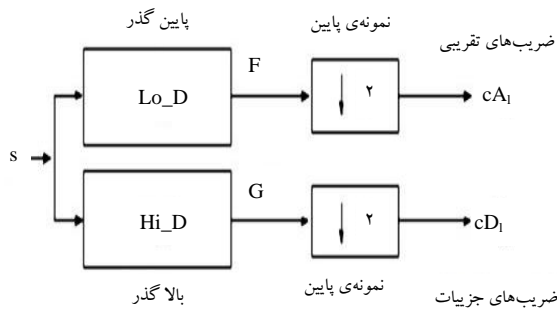 پایین گذر
نمونه‌ی پایین
ضریب‌های تقریبی
F
Lo_D
۲
cA₁
s
G
Hi_D
۲
cD₁
بالا گذر
نمونه‌ی پایین
ضریب‌های جزییات